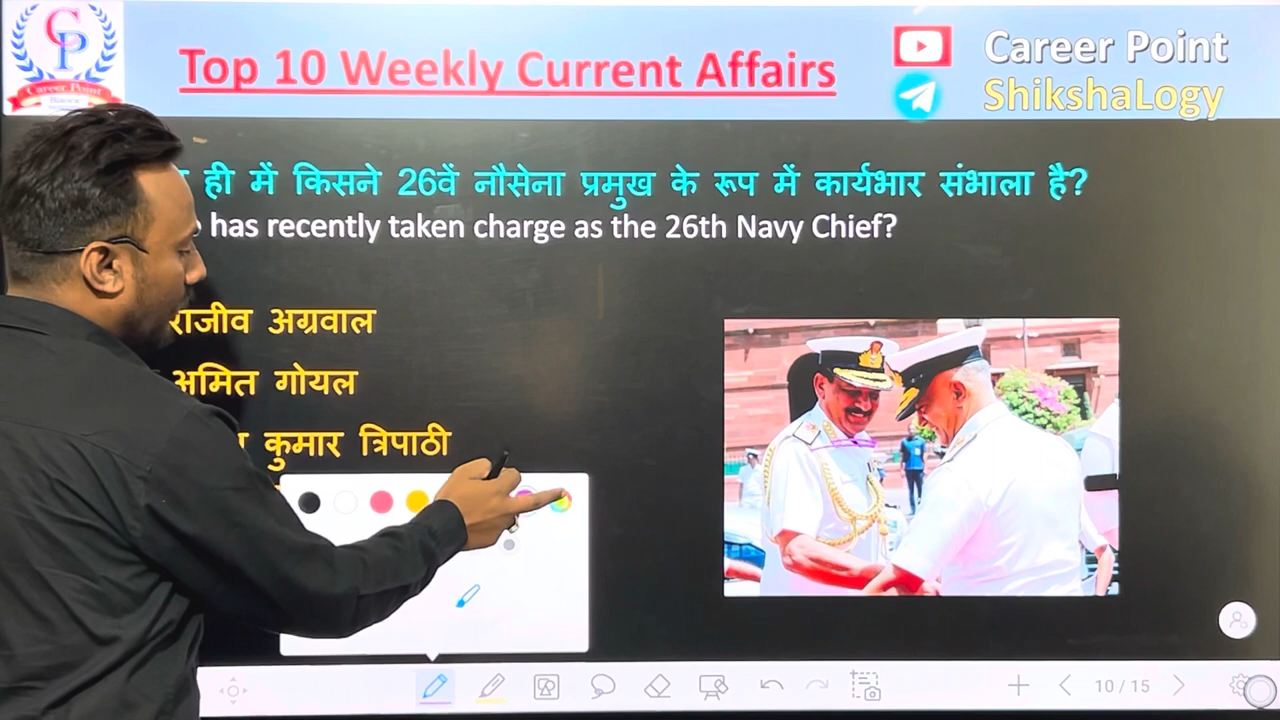 CP
Career Point
Top 10 Weekly Current Affairs
Career Point
ShikshaLogy
ही में किसने 26वें नौसेना प्रमुख के रूप में कार्यभार संभाला है?
has recently taken charge as the 26th Navy Chief?
राजीव अग्रवाल
अमित गोयल
कुमार त्रिपाठी
10 / 15